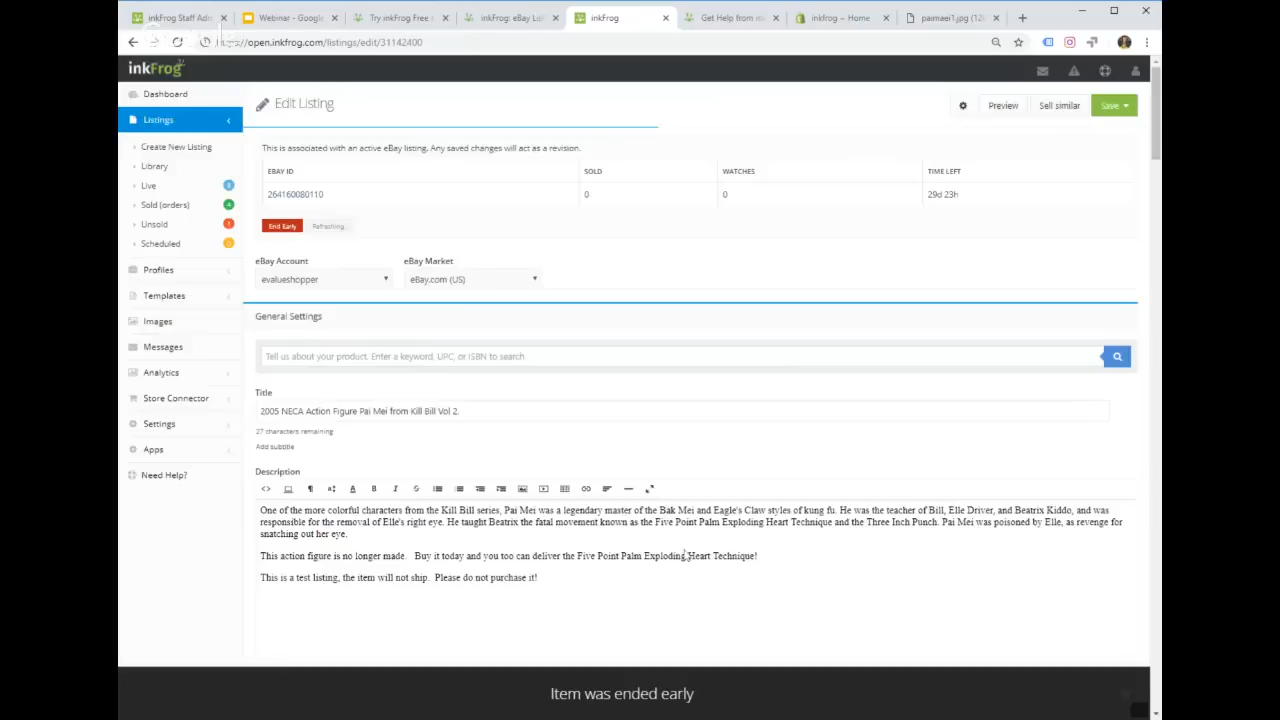 inkFrog Staff Adm
Webinar - Google
Try inkFrog Free
inkFrog: eBay Lis
inkFrog
Get Help from m
inkfrog ~ Home
paimaei1.jpg (12
open.inkfrog.com/listings/edit/31142400
inkFrog
Dashboard
Edit Listing
Preview
Sell similar
Save
Listings
Create New Listing
Library
Live
Sold (orders)
4
Unsold
1
Scheduled
0
Profiles
Templates
Images
Messages
Analytics
Store Connector
Settings
Apps
Need Help?
This is associated with an active eBay listing. Any saved changes will act as a revision.
EBAY ID SOLD WATCHES TIME LEFT
264160080110 0 0 29d 23h
End Early Refreshing..
eBay Account eBay Market
evalueshopper eBay.com (US)
General Settings
Tell us about your product. Enter a keyword, UPC, or ISBN to search
Title
2005 NECA Action Figure Pai Mei from Kill Bill Vol 2.
27 characters remaining
Add subtitle
Description
One of the more colorful characters from the Kill Bill series, Pai Mei was a legendary master of the Bak Mei and Eagle's Claw styles of kung fu. He was the teacher of Bill, Elle Driver, and Beatrix Kiddo, and was
responsible for the removal of Elle's right eye. He taught Beatrix the fatal movement known as the Five Point Palm Exploding Heart Technique and the Three Inch Punch. Pai Mei was poisoned by Elle, as revenge for
snatching out her eye.
This action figure is no longer made. Buy it today and you too can deliver the Five Point Palm Exploding Heart Technique!
This is a test listing, the item will not ship. Please do not purchase it!
Item was ended early